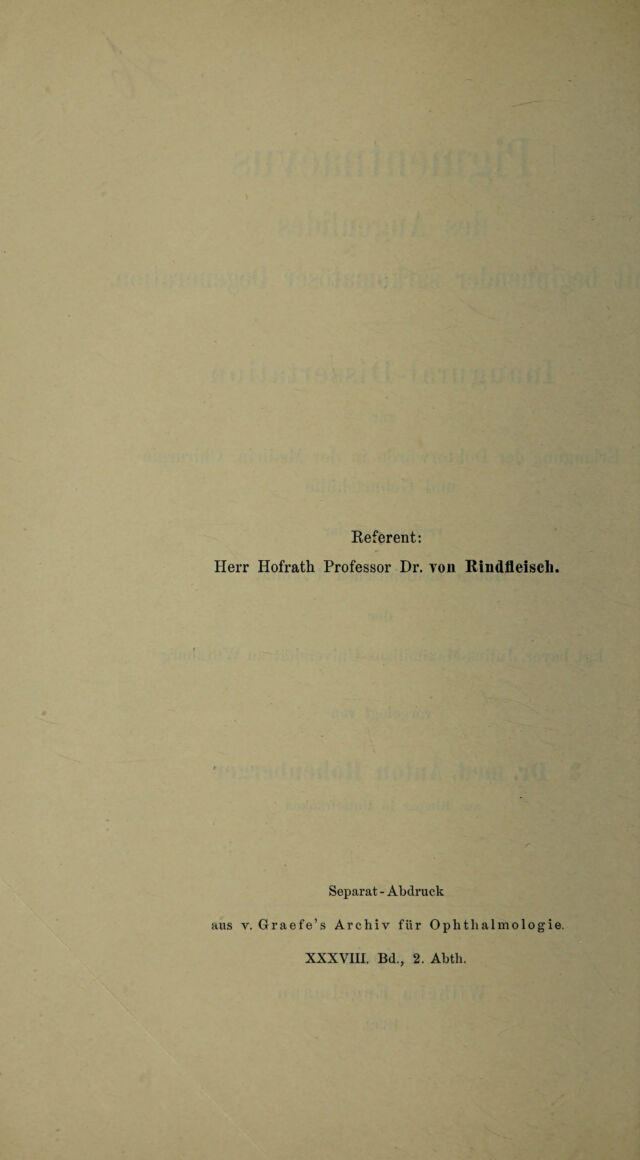 Referent:
Herr Hofrath Professor Dr. von Rindfleisch.
Separat-Abdruck
aus v. Graefe's Archiv für Ophthalmologie.
XXXVIII. Bd., 2. Abth.